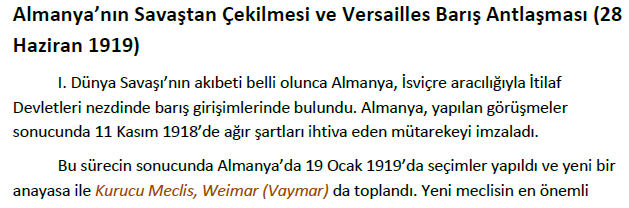 Almanya’nın Savaştan Çekilmesi ve Versailles Barış Antlaşması (28
Haziran 1919)
I. Dünya Savaşı’nın akıbeti belli olunca Almanya, İsviçre aracılığıyla İtilaf
Devletleri nezdinde barış girişimlerinde bulundu. Almanya, yapılan görüşmeler
sonucunda 11 Kasım 1918’de ağır şartları ihtiva eden mütarekeyi imzaladı.
Bu sürecin sonucunda Almanya’da 19 Ocak 1919’da seçimler yapıldı ve yeni bir
anayasa ile Kurucu Meclis, Weimar (Vaymar) da toplandı. Yeni meclisin en önemli